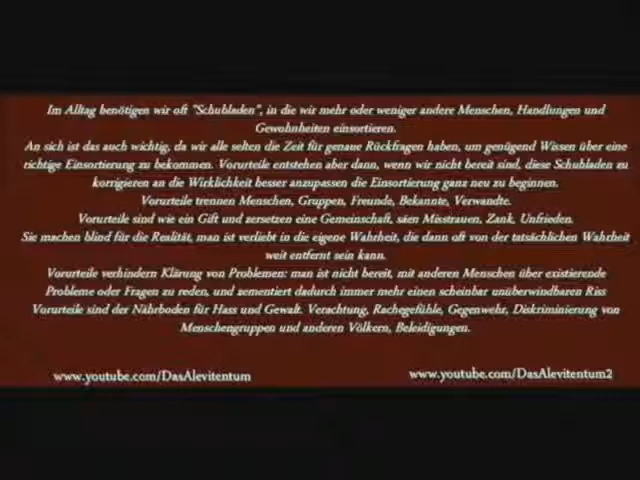 Im Alltag benötigen wir oft "Schubladen", in die wir mehr oder weniger andere Menschen, Handlungen und
Gewohnheiten einsortieren.
An sich ist das auch wichtig, da wir alle selten die Zeit für genaue Rückfragen haben, um genügend Wissen über eine
richtige Einsortierung zu bekommen. Vorurteile entstehen aber dann, wenn wir nicht bereit sind, diese Schubladen zu
korrigieren an die Wirklichkeit besser anzupassen die Einsortierung ganz neu zu beginnen.
Vorurteile trennen Menschen, Gruppen, Freunde, Bekannte, Verwandte.
Vorurteile sind wie ein Gift und zersetzen eine Gemeinschaft, säen Misstrauen, Zank, Unfrieden.
Sie machen blind für die Realität, man ist verliebt in die eigene Wahrheit, die dann oft von der tatsächlichen Wahrheit
weit entfernt sein kann.
Vorurteile verhindern Klärung von Problemen: man ist nicht bereit, mit anderen Menschen über existierende
Probleme oder Fragen zu reden, und zementiert dadurch immer mehr einen scheinbar unüberwindbaren Riss
Vorurteile sind der Nährboden für Hass und Gewalt. Verachtung, Rachegefühle, Gegenwehr, Diskriminierung von
Menschengruppen und anderen Völkern, Beleidigungen.
www.youtube.com/DasAlevitentum
www.youtube.com/DasAlevitentum2